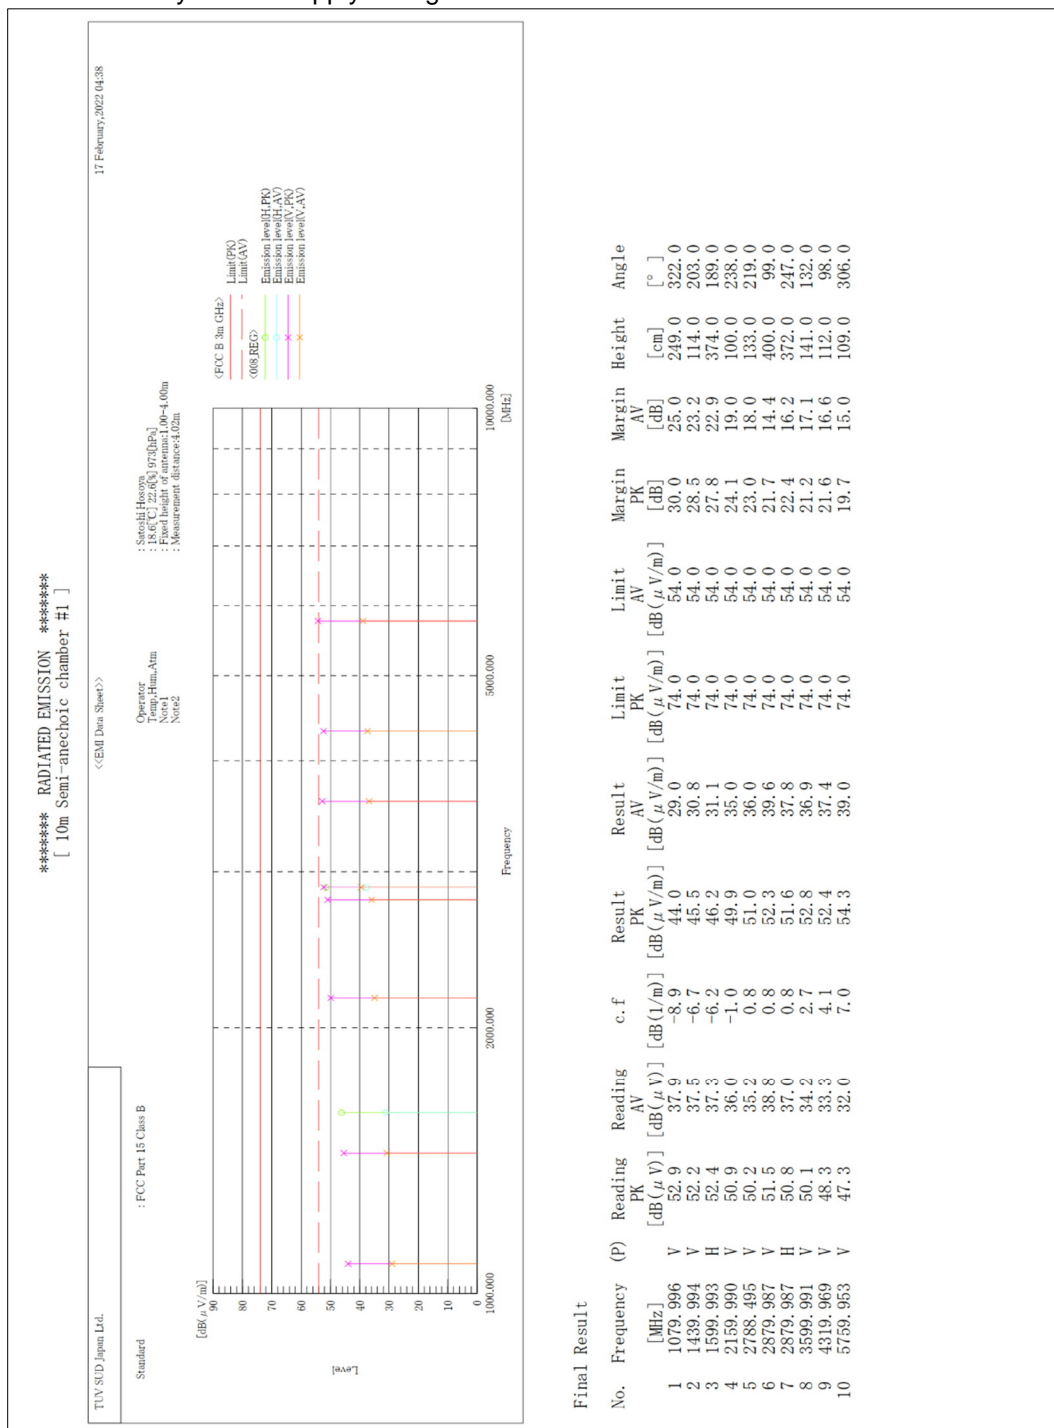 ****** RADIATED EMISSION *******
[ 10m Semi-anechoic chamber #1 ]
<<EMI Data Sheet>>
TUV SUD Japan Ltd.
17 February,2022 04:38
Standard : FCC Part 15 Class B
Operator : Satoshi Hosoya
Temp,Hum,Atm : 18.6[℃] 22.6[%] 973[hPa]
Note1 : Fixed height of antenna:1.00-4.00m
Note2 : Measurement distance:4.02m
<FCC B 3m GHz>
Limit(PK)
Limit(AV)
<008_REG>
Emission level(H,PK)
Emission level(H,AV)
Emission level(V,PK)
Emission level(V,AV)
[dB(μV/m)]
90
80
70
60
50
40
30
20
10
0
Level
1000.000 2000.000 5000.000 10000.000
[MHz]
Frequency
Final Result
No. Frequency (P) Reading Reading c.f Result Result Limit Limit Margin Margin Height Angle
PK AV PK AV PK AV PK AV
[MHz] [dB(μV)] [dB(μV)] [dB(1/m)] [dB(μV/m)] [dB(μV/m)] [dB(μV/m)] [dB(μV/m)] [dB] [dB] [cm] [° ]
1 1079.996 V 52.9 37.9 -8.9 44.0 29.0 74.0 54.0 30.0 25.0 249.0 322.0
2 1439.994 V 52.2 37.5 -6.7 45.5 30.8 74.0 54.0 28.5 23.2 114.0 203.0
3 1599.993 H 52.4 37.3 -6.2 46.2 31.1 74.0 54.0 27.8 22.9 374.0 189.0
4 2159.990 V 50.9 36.0 -1.0 49.9 35.0 74.0 54.0 24.1 19.0 100.0 238.0
5 2788.495 V 50.2 35.2 0.8 51.0 36.0 74.0 54.0 23.0 18.0 133.0 219.0
6 2879.987 V 51.5 38.8 0.8 52.3 39.6 74.0 54.0 21.7 14.4 400.0 99.0
7 2879.987 H 50.8 37.0 0.8 51.6 37.8 74.0 54.0 22.4 16.2 372.0 247.0
8 3599.991 V 50.1 34.2 2.7 52.8 36.9 74.0 54.0 21.2 17.1 141.0 132.0
9 4319.969 V 48.3 33.3 4.1 52.4 37.4 74.0 54.0 21.6 16.6 112.0 98.0
10 5759.953 V 47.3 32.0 7.0 54.3 39.0 74.0 54.0 19.7 15.0 109.0 306.0